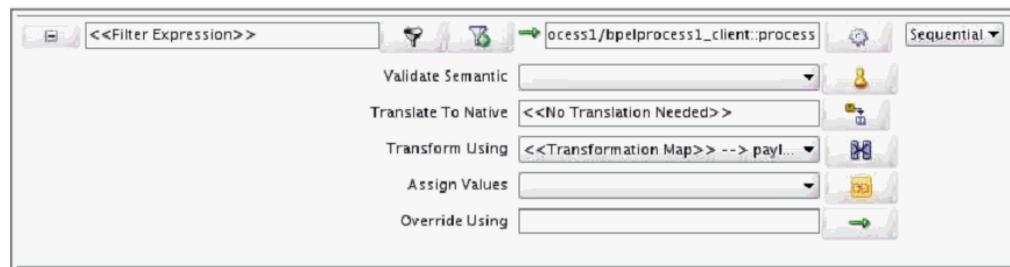 <<Filter Expression>> ocess1/bpelprocess1_client::process Sequential
Validate Semantic
Translate To Native <<No Translation Needed>>
Transform Using <<Transformation Map>> --> payl...
Assign Values
Override Using